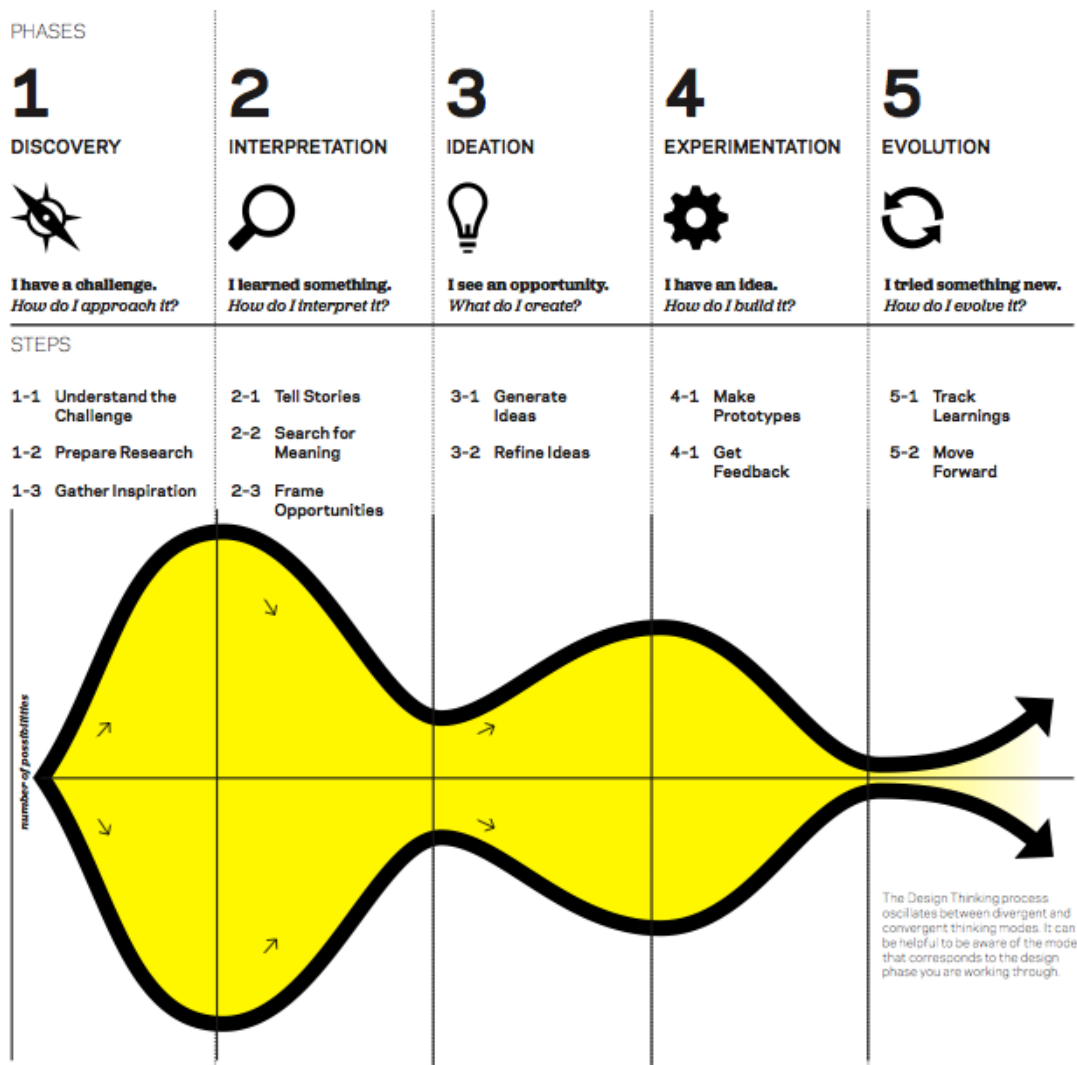 PHASES
1
DISCOVERY
I have a challenge.
How do I approach it?
2
INTERPRETATION
I learned something.
How do I interpret it?
3
IDEATION
I see an opportunity.
What do I create?
4
EXPERIMENTATION
I have an idea.
How do I build it?
5
EVOLUTION
I tried something new.
How do I evolve it?
STEPS
1-1 Understand the
Challenge
1-2 Prepare Research
1-3 Gather Inspiration
2-1 Tell Stories
2-2 Search for
Meaning
2-3 Frame
Opportunities
3-1 Generate
Ideas
3-2 Refine Ideas
4-1 Make
Prototypes
4-1 Get
Feedback
5-1 Track
Learnings
5-2 Move
Forward
number of possibilities
The Design Thinking process
oscillates between divergent and
convergent thinking modes. It can
be helpful to be aware of the mode
that corresponds to the design
phase you are working through.